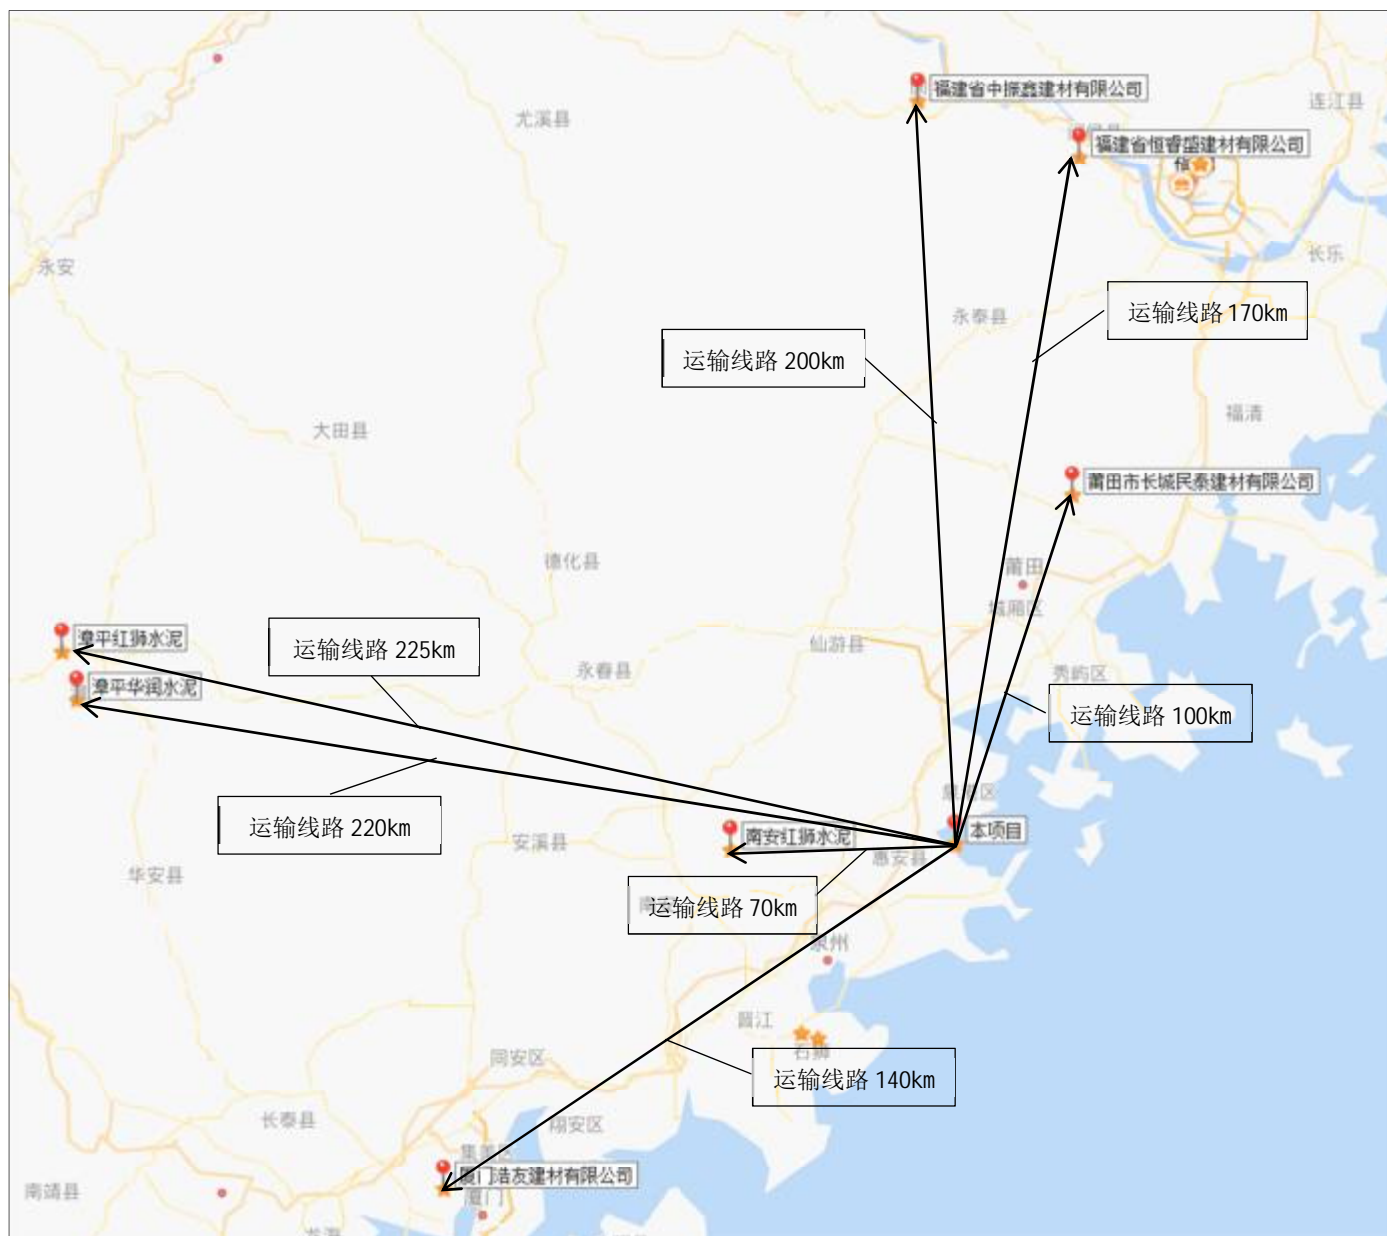 福建省中振鑫建材有限公司
连江县
尤溪县
福建省恒睿盛建材有限公司
长乐
永安
永泰县
运输线路 170km
运输线路 200km
福清
大田县
莆田市长城民泰建材有限公司
德化县
莆田
城厢区
漳平红狮水泥
运输线路 225km
仙游县
永春县
秀屿区
漳平华润水泥
运输线路 100km
运输线路 220km
本项目
南安红狮水泥
安溪县
惠安县
华安县
运输线路 70km
泉州
晋江
石狮
同安区
运输线路 140km
长泰县
翔安区
集美区
厦门浩友建材有限公司
南靖县
厦门